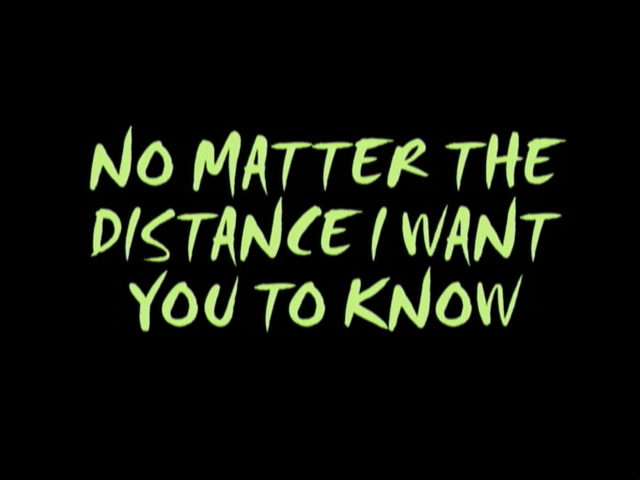 NO MATTER THE
DISTANCE I WANT
YOU TO KNOW